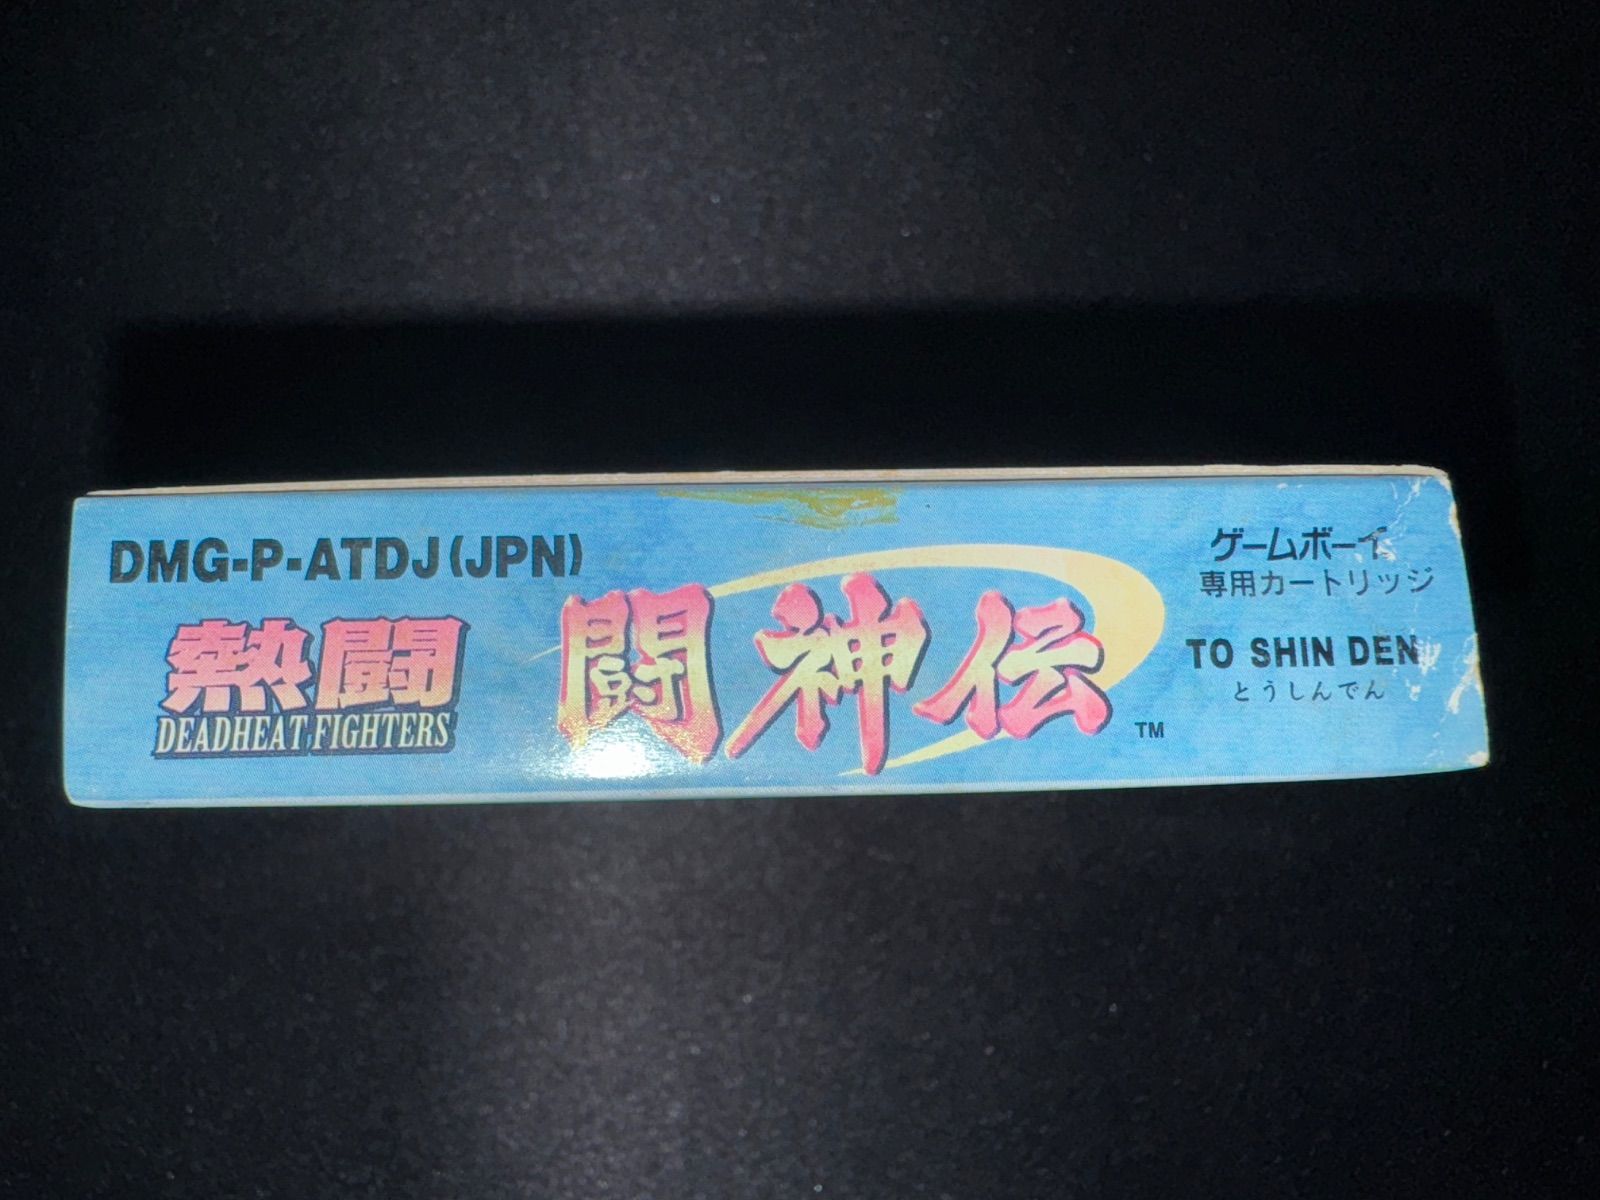 DMG-P-ATDJ(JPN)
熱闘
DEADHEAT FIGHTERS
闘神伝
TM
ゲームボーイ
専用カートリッジ
TO SHIN DEN
とうしんでん